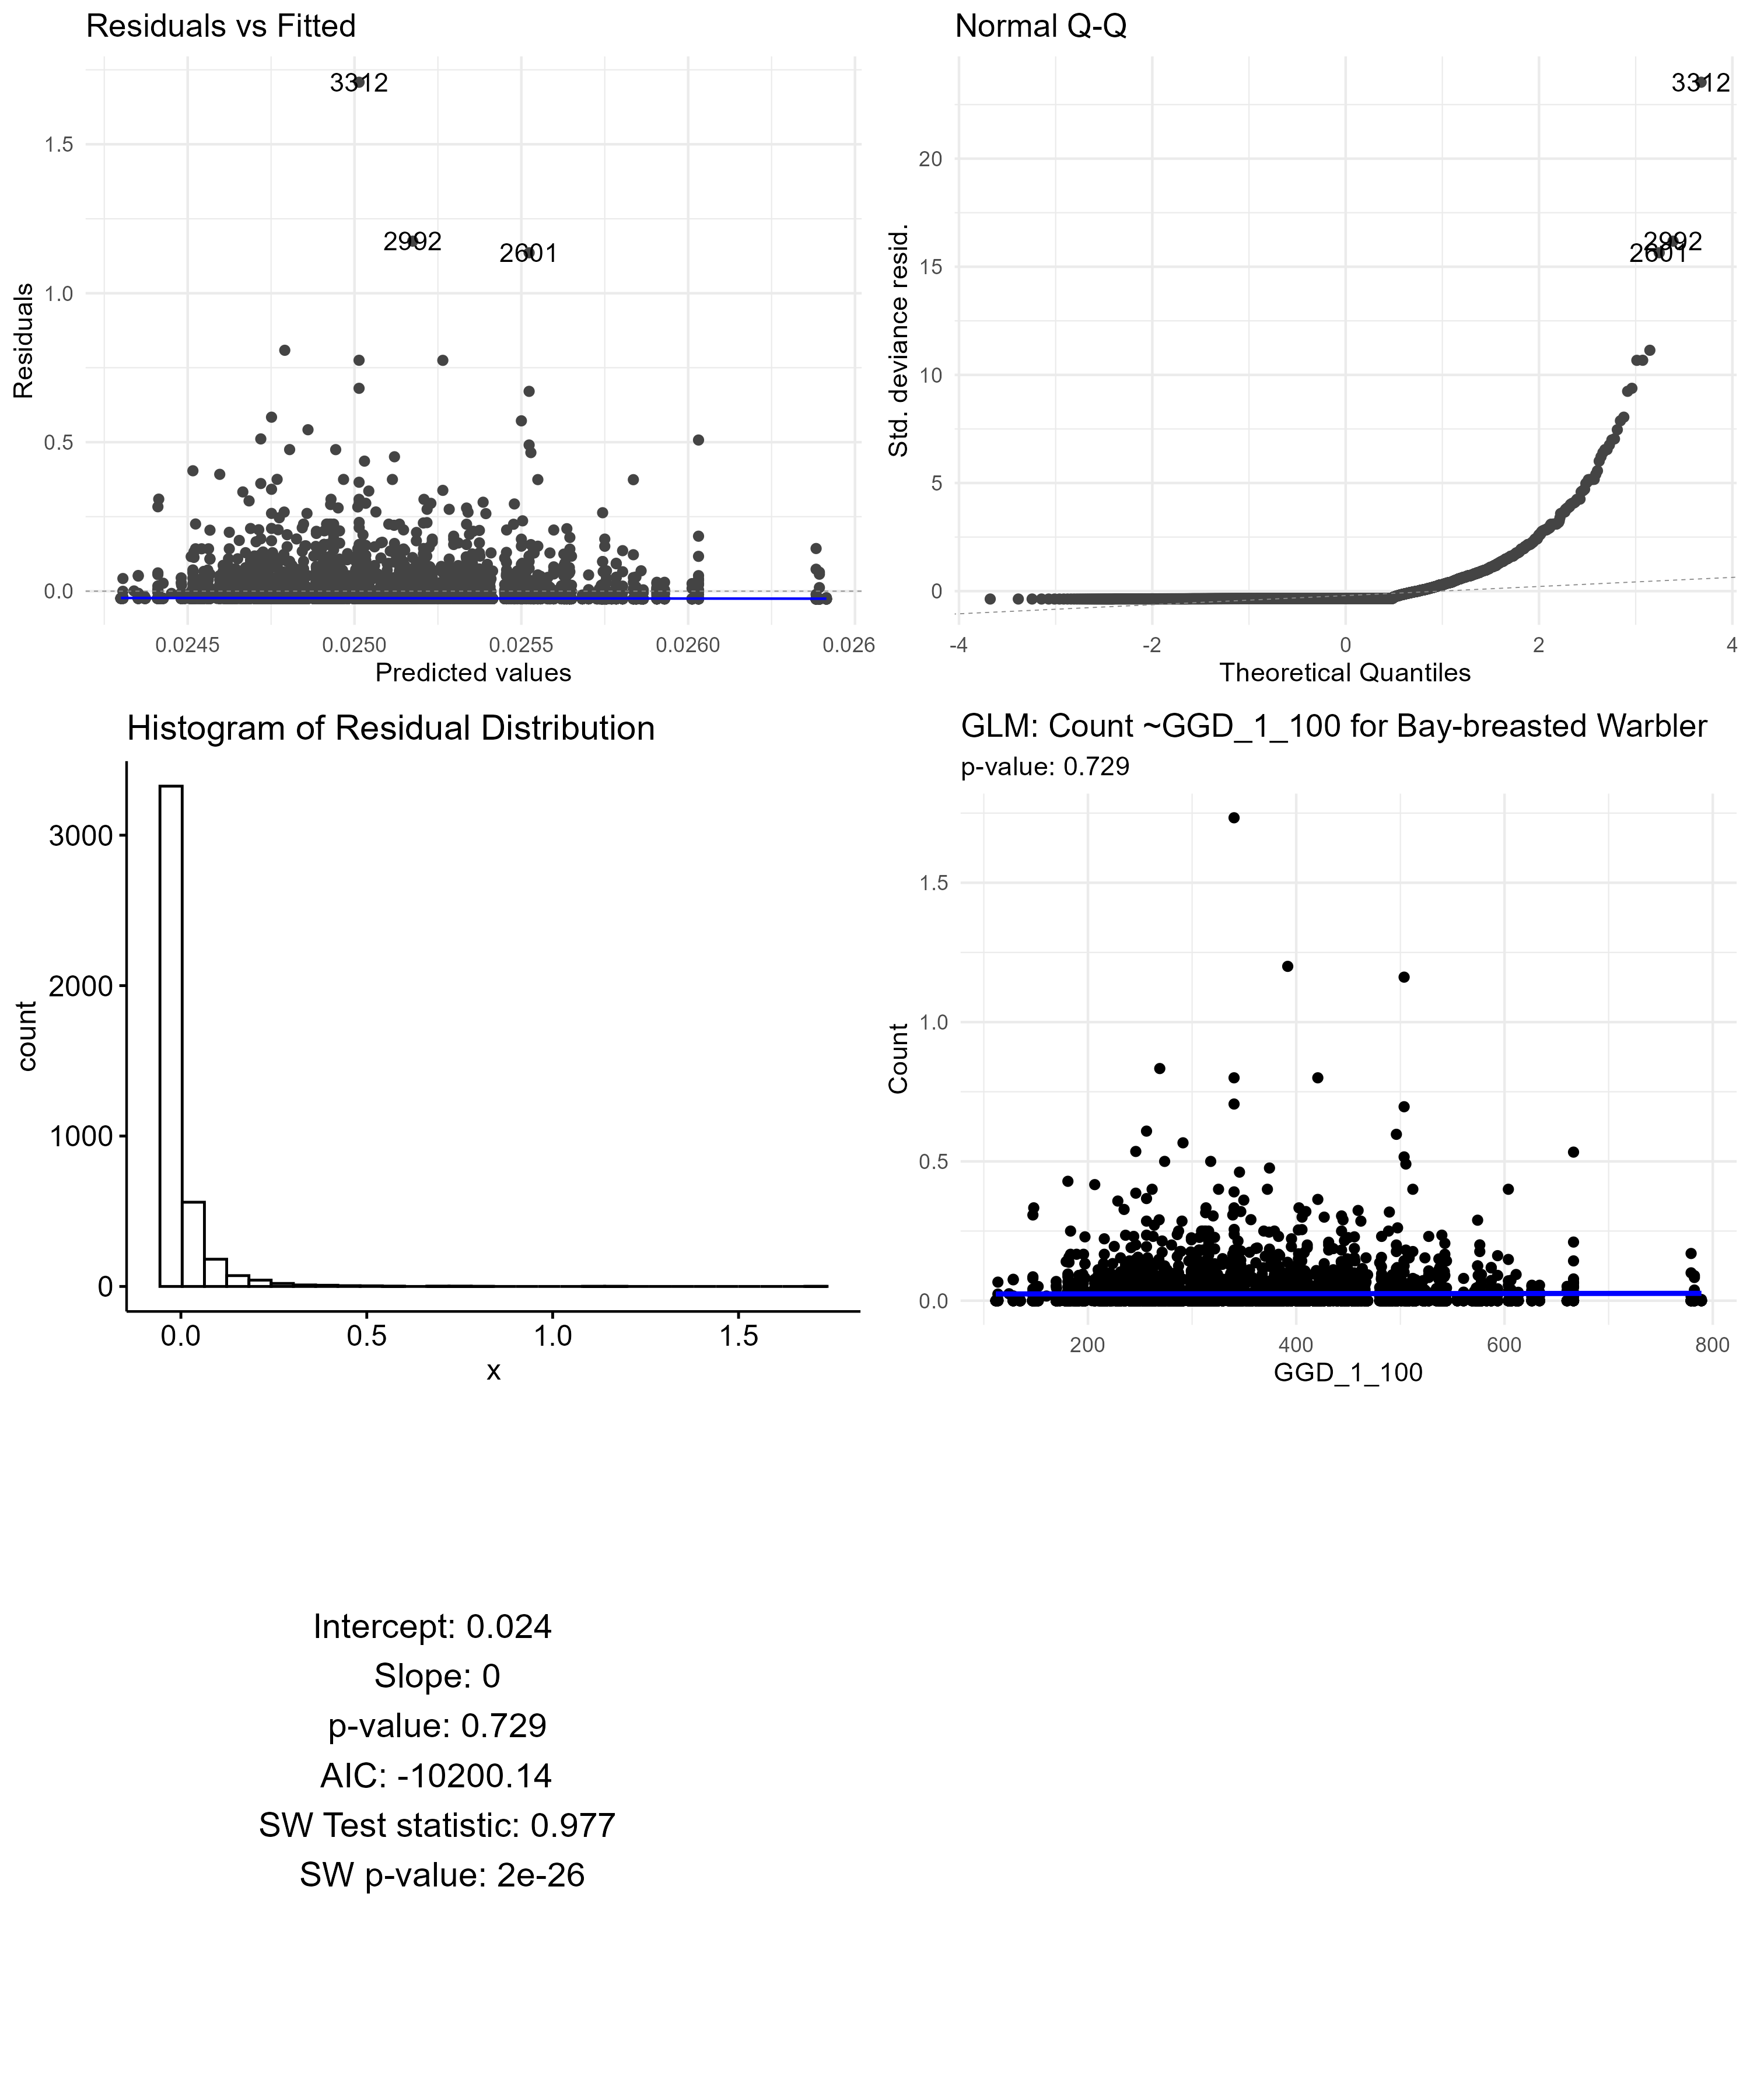 Residuals vs Fitted
3312
2992
2601
1.5
1.0
0.5
0.0
Residuals
0.0245
0.0250
0.0255
0.0260
0.026
Predicted values
Normal Q-Q
3312
2992
2601
20
15
10
5
0
Std. deviance resid.
-4
-2
0
2
4
Theoretical Quantiles
Histogram of Residual Distribution
3000
2000
1000
0
count
0.0
0.5
1.0
1.5
x
GLM: Count ~GGD_1_100 for Bay-breasted Warbler
p-value: 0.729
1.5
1.0
0.5
0.0
Count
200
400
600
800
GGD_1_100
Intercept: 0.024
Slope: 0
p-value: 0.729
AIC: -10200.14
SW Test statistic: 0.977
SW p-value: 2e-26